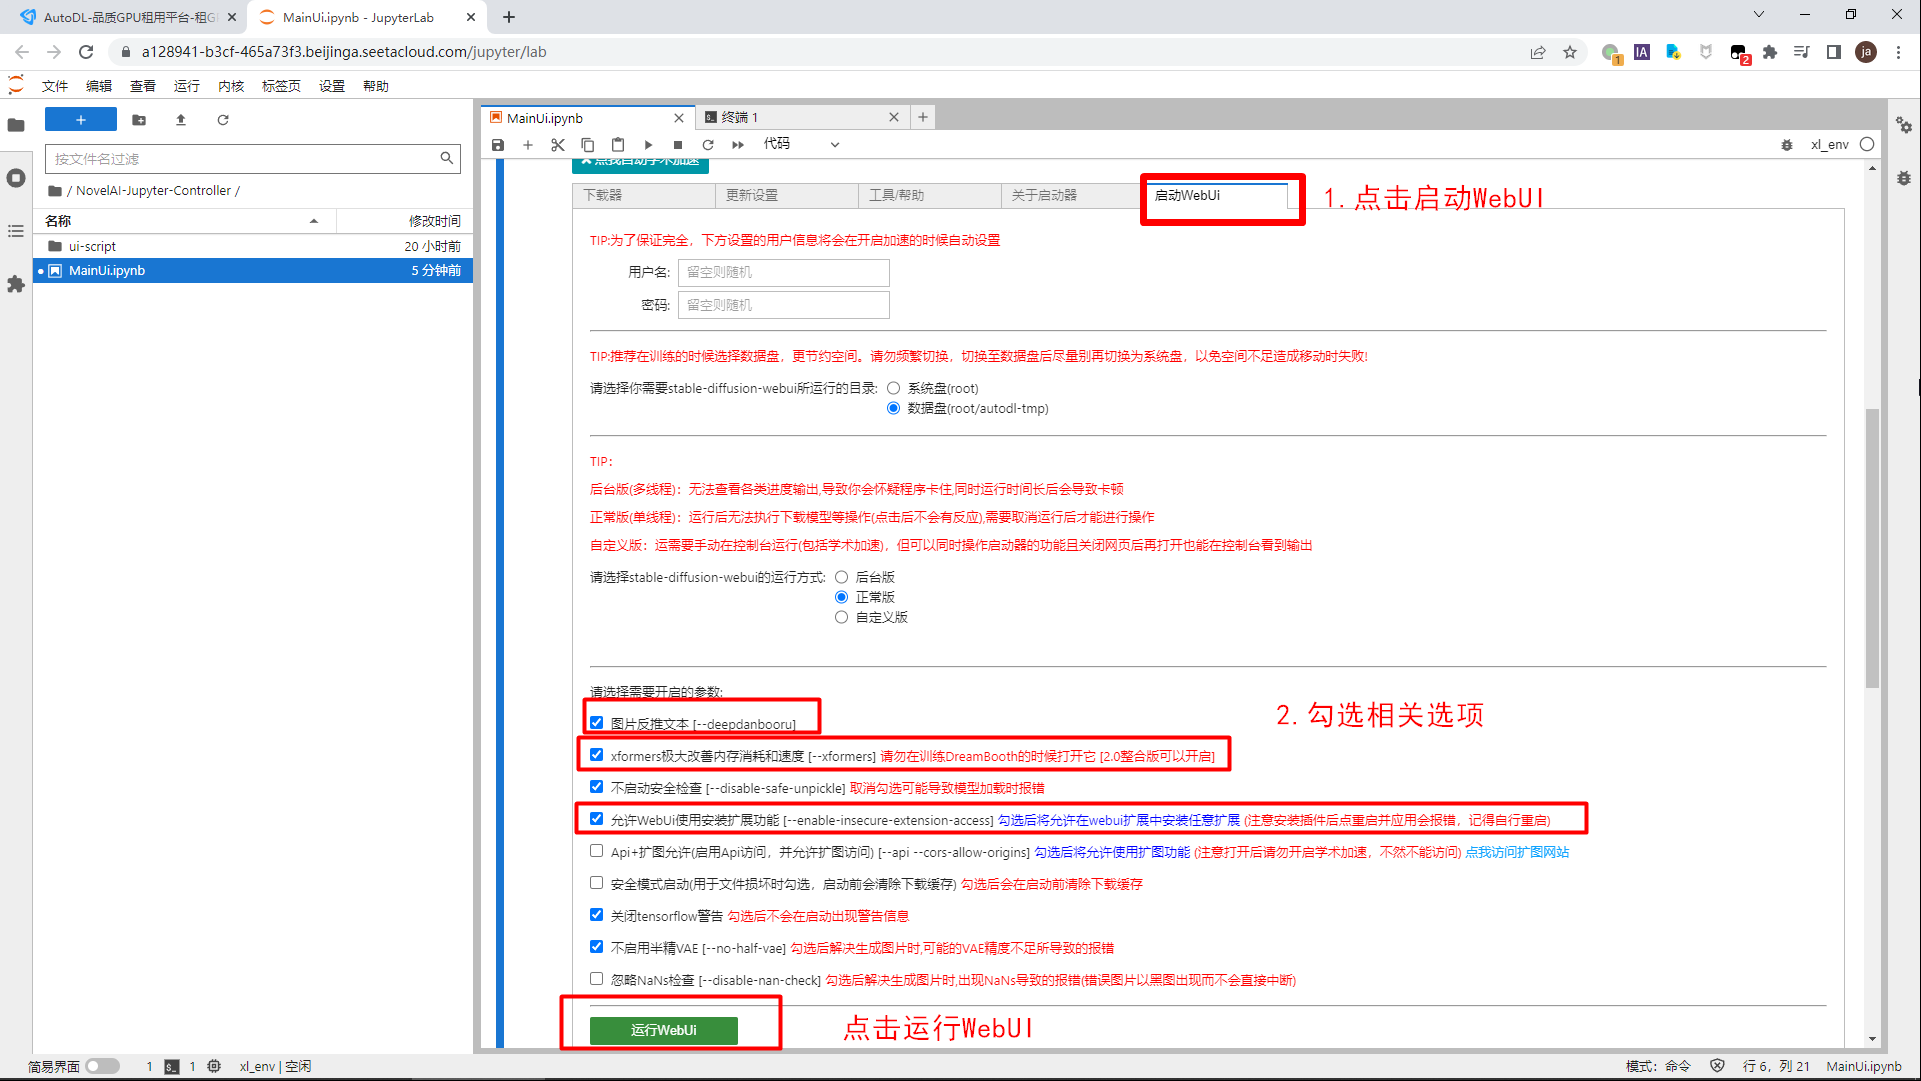 AutoDL-品质GPU租用平台-租G
MainUi.ipynb - JupyterLab
a128941-b3cf-465a73f3.beijinga.seetacloud.com/jupyter/lab
1
IA
2
ja
文件 编辑 查看 运行 内核 标签页 设置 帮助
按文件名过滤
/ NovelAI-Jupyter-Controller /
名称 修改时间
ui-script 20 小时前
MainUi.ipynb 5 分钟前
MainUi.ipynb
终端 1
代码
xl_env
点我自动学术加速
下载器 更新设置 工具/帮助 关于启动器 启动WebUi
1.点击启动WebUI
TIP:为了保证完全，下方设置的用户信息将会在开启加速的时候自动设置
用户名: 留空则随机
密码: 留空则随机
TIP:推荐在训练的时候选择数据盘，更节约空间。请勿频繁切换，切换至数据盘后尽量别再切换为系统盘，以免空间不足造成移动时失败!
请选择你需要stable-diffusion-webui所运行的目录: 系统盘(root)
数据盘(root/autodl-tmp)
TIP：
后台版(多线程)：无法查看各类进度输出,导致你会怀疑程序卡住,同时运行时间长后会导致卡顿
正常版(单线程)：运行后无法执行下载模型等操作(点击后不会有反应),需要取消运行后才能进行操作
自定义版：运需要手动在控制台运行(包括学术加速)，但可以同时操作启动器的功能且关闭网页后再打开也能在控制台看到输出
请选择stable-diffusion-webui的运行方式: 后台版
正常版
自定义版
请选择需要开启的参数:
2.勾选相关选项
图片反推文本 [--deepdanbooru]
xformers极大改善内存消耗和速度 [--xformers] 请勿在训练DreamBooth的时候打开它 [2.0整合版可以开启]
不启动安全检查 [--disable-safe-unpickle] 取消勾选可能导致模型加载时报错
允许WebUi使用安装扩展功能 [--enable-insecure-extension-access] 勾选后将允许在webui扩展中安装任意扩展 (注意安装插件后点重启并应用会报错，记得自行重启)
Api+扩图允许(启用Api访问，并允许扩图访问) [--api --cors-allow-origins] 勾选后将允许使用扩图功能 (注意打开后请勿开启学术加速，不然不能访问) 点我访问扩图网站
安全模式启动(用于文件损坏时勾选，启动前会清除下载缓存) 勾选后会在启动前清除下载缓存
关闭tensorflow警告 勾选后不会在启动出现警告信息
不启用半精VAE [--no-half-vae] 勾选后解决生成图片时,可能的VAE精度不足所导致的报错
忽略NaNs检查 [--disable-nan-check] 勾选后解决生成图片时,出现NaNs导致的报错(错误图片以黑图出现而不会直接中断)
运行WebUi
点击运行WebUI
简易界面 1 1 xl_env | 空闲
模式：命令 行 6，列 21 MainUi.ipynb